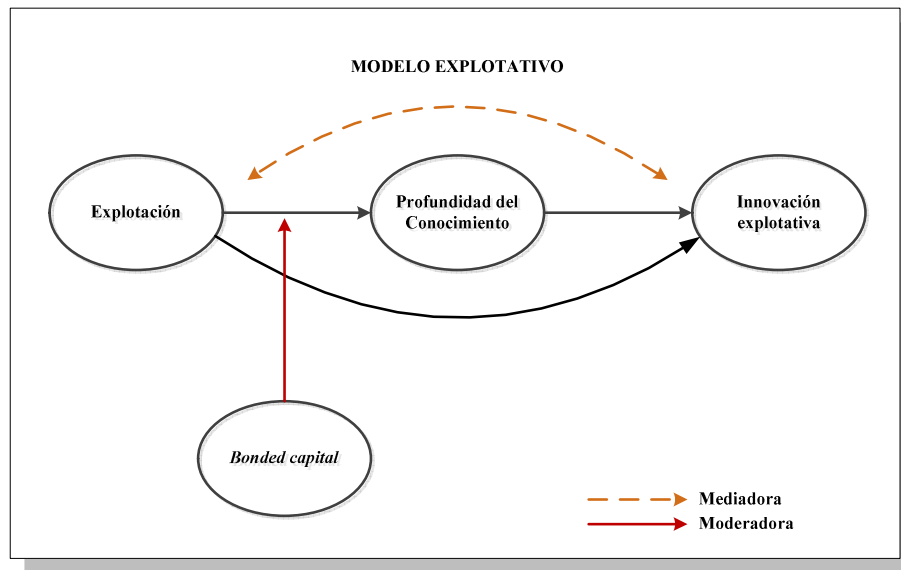 MODELO EXPLOTATIVO
Explotación
Profundidad del
Conocimiento
Innovación
explotativa
Bonded capital
Mediadora
Moderadora